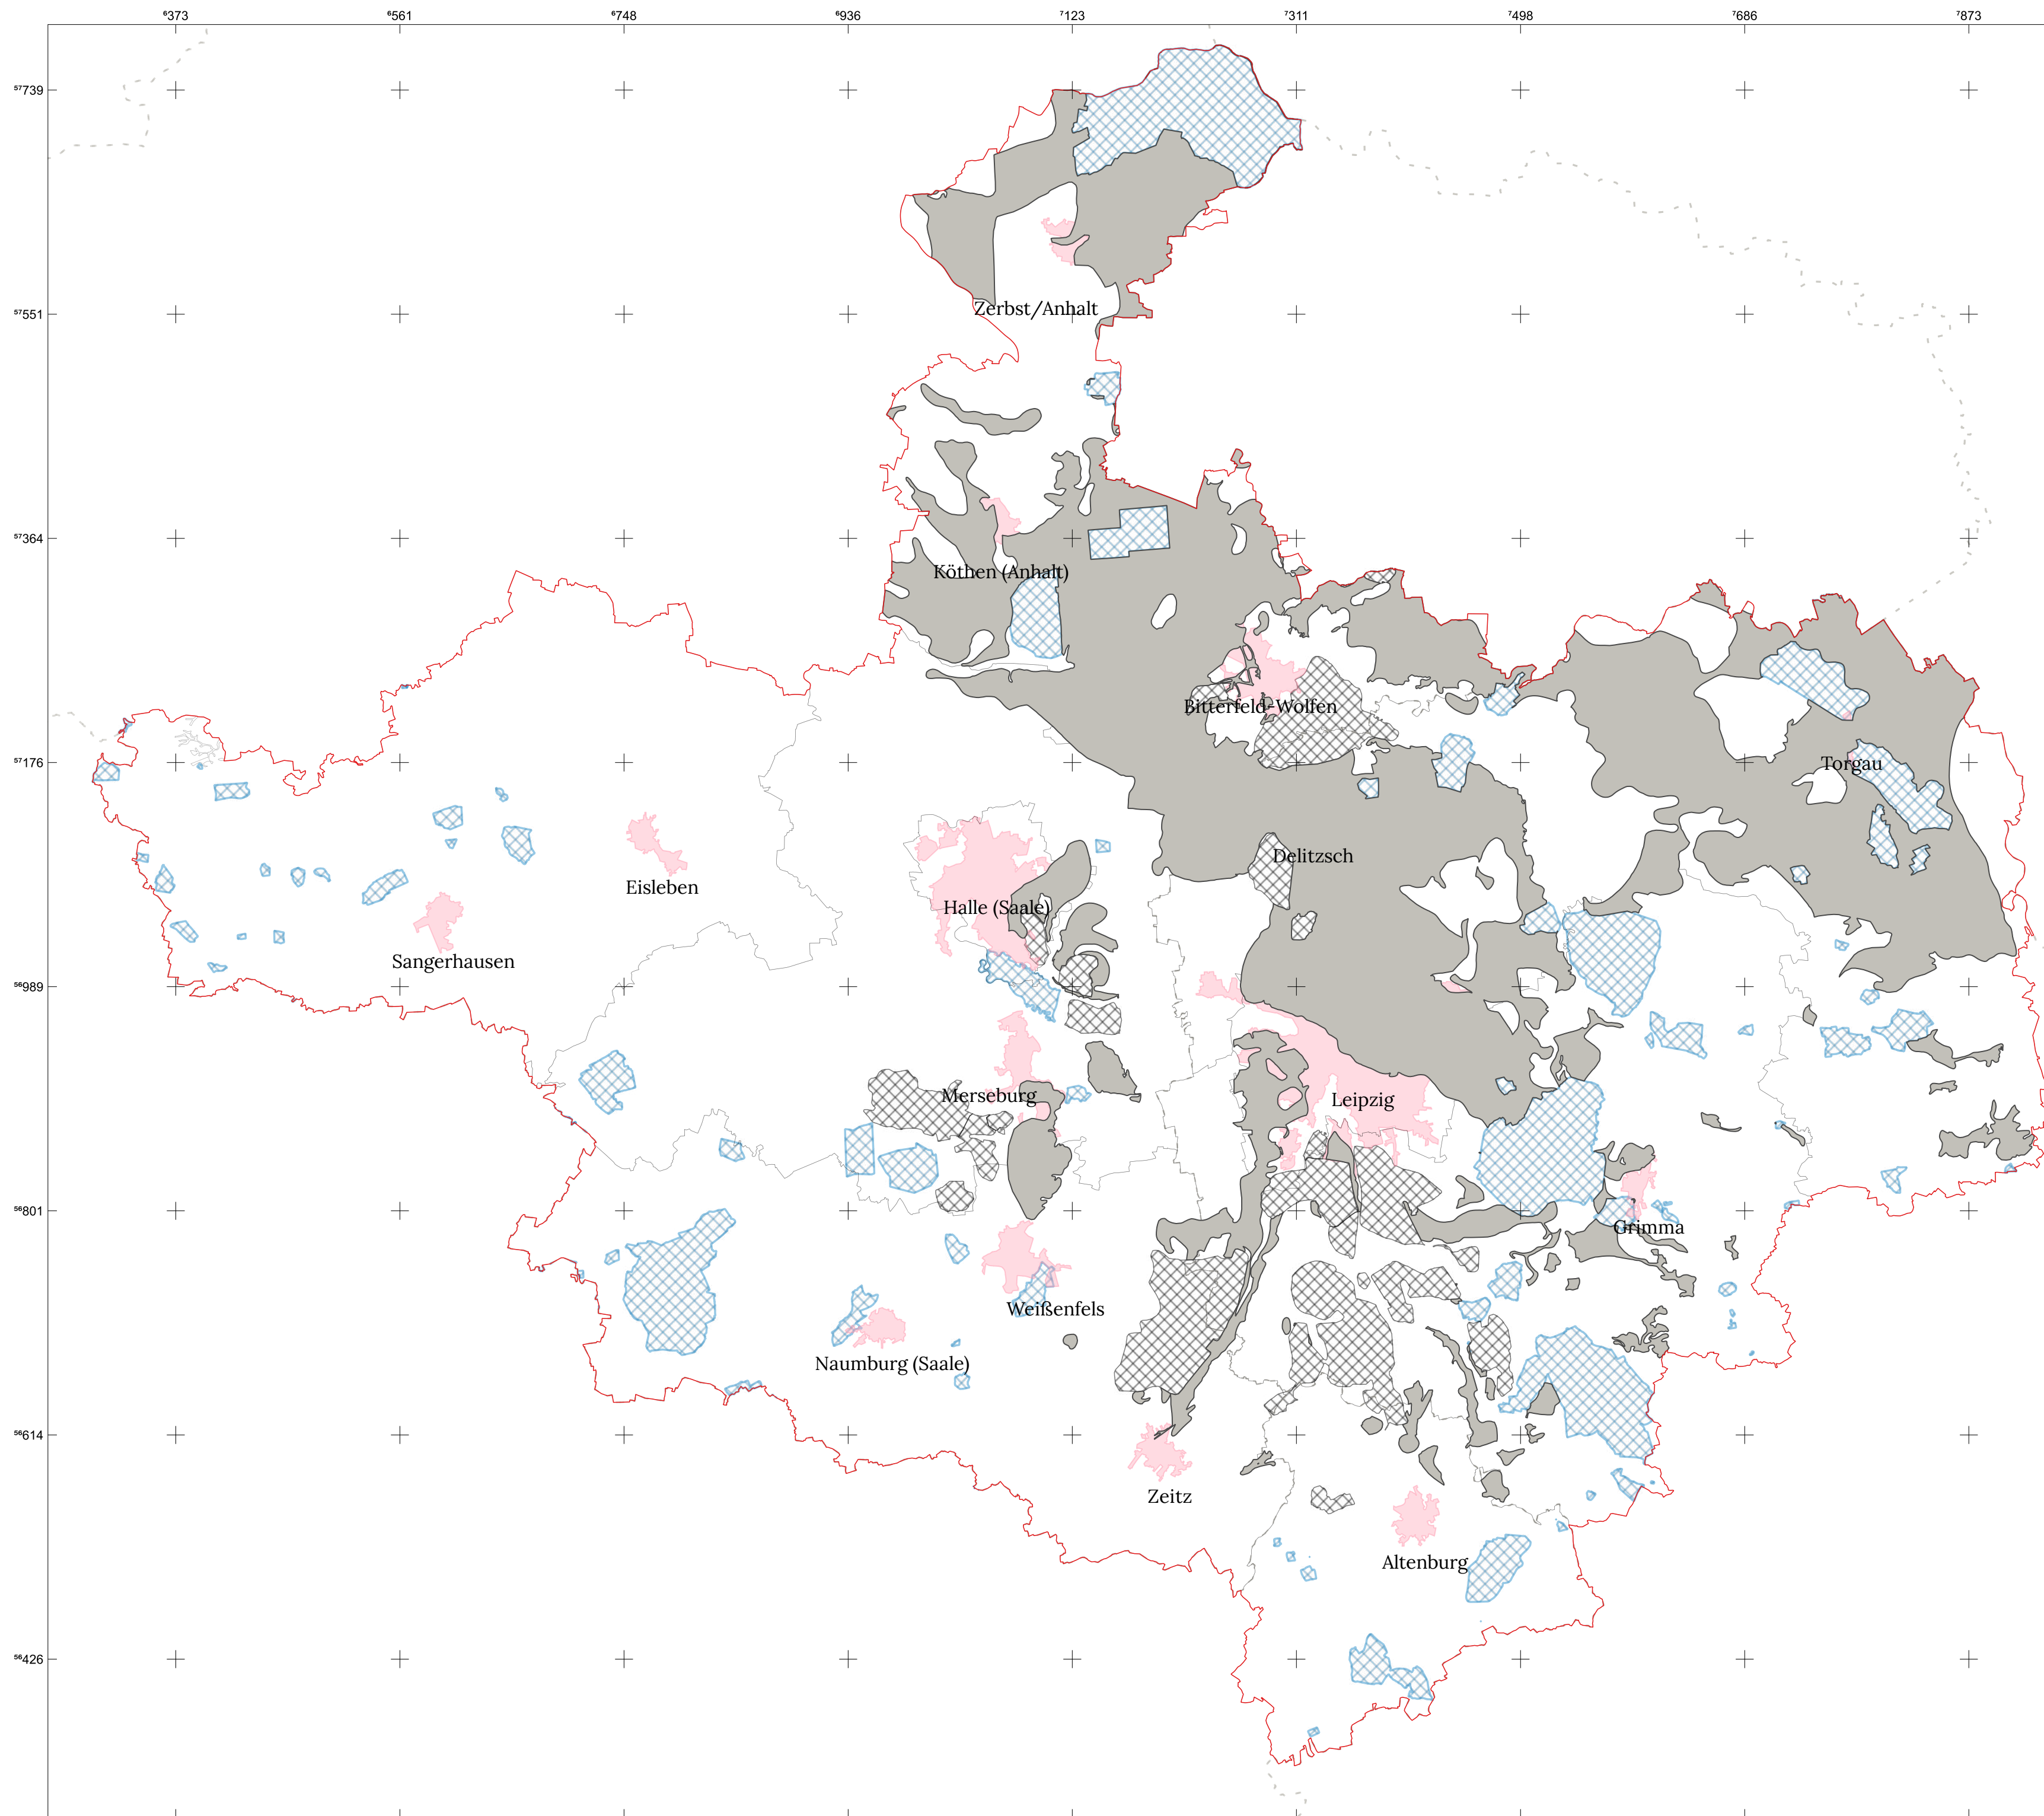 ⁶373 ⁶561 ⁶748 ⁶936 ⁷123 ⁷311 ⁷498 ⁷686 ⁷873
⁵⁷739
⁵⁷551
Zerbst/Anhalt
⁵⁷364
Köthen (Anhalt)
Bitterfeld-Wolfen
⁵⁷176
Torgau
Delitzsch
Eisleben
Halle (Saale)
Sangerhausen
⁵⁶989
Merseburg
Leipzig
⁵⁶801
Grimma
Weißenfels
Naumburg (Saale)
⁵⁶614
Zeitz
Altenburg
⁵⁶426